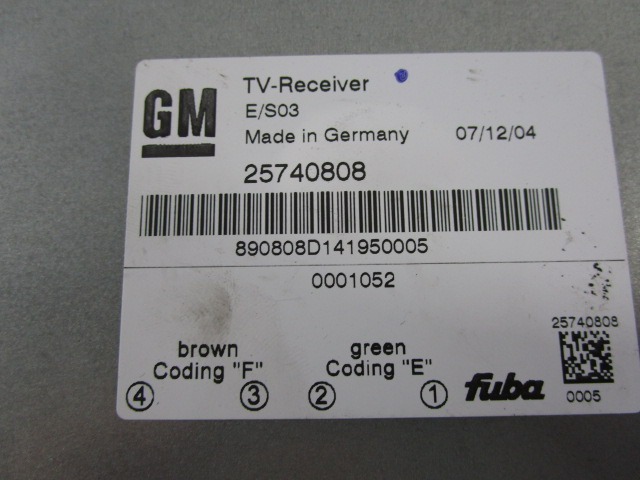 GM
TV-Receiver
E/S03
Made in Germany 07/12/04
25740808
890808D141950005
0001052
brown green
Coding "F" Coding "E"
4 3 2 1
fuba
25740808
0005